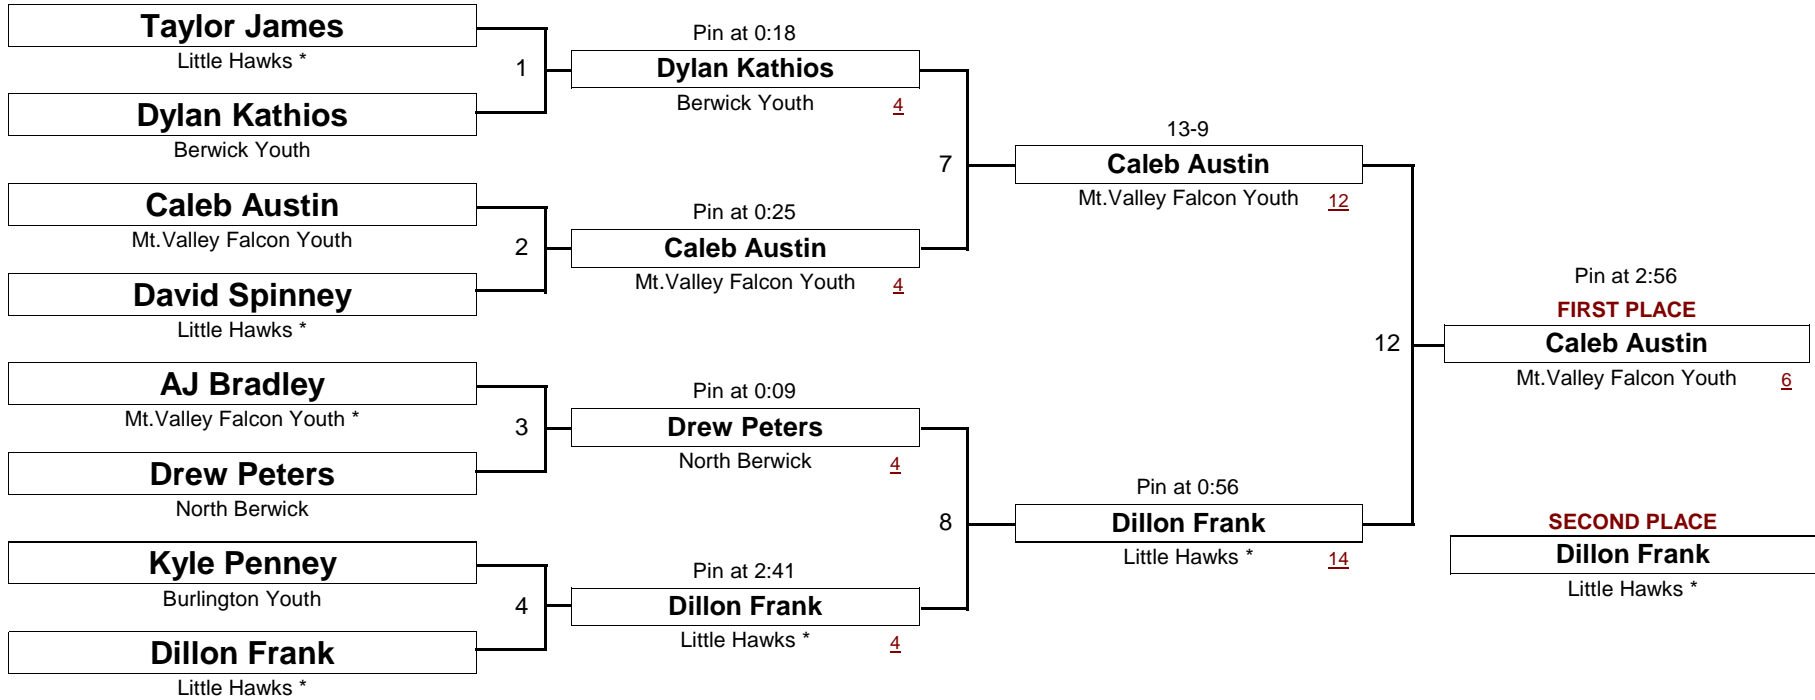 Taylor James
Little Hawks *
1
Dylan Kathios
Berwick Youth
Caleb Austin
Mt.Valley Falcon Youth
2
David Spinney
Little Hawks *
AJ Bradley
Mt.Valley Falcon Youth *
3
Drew Peters
North Berwick
Kyle Penney
Burlington Youth
4
Dillon Frank
Little Hawks *
Pin at 0:18
Dylan Kathios
Berwick Youth 4
7
Pin at 0:25
Caleb Austin
Mt.Valley Falcon Youth 4
Pin at 0:09
Drew Peters
North Berwick 4
8
Pin at 2:41
Dillon Frank
Little Hawks * 4
13-9
Caleb Austin
Mt.Valley Falcon Youth 12
12
Pin at 0:56
Dillon Frank
Little Hawks * 14
Pin at 2:56
FIRST PLACE
Caleb Austin
Mt.Valley Falcon Youth 6
SECOND PLACE
Dillon Frank
Little Hawks *